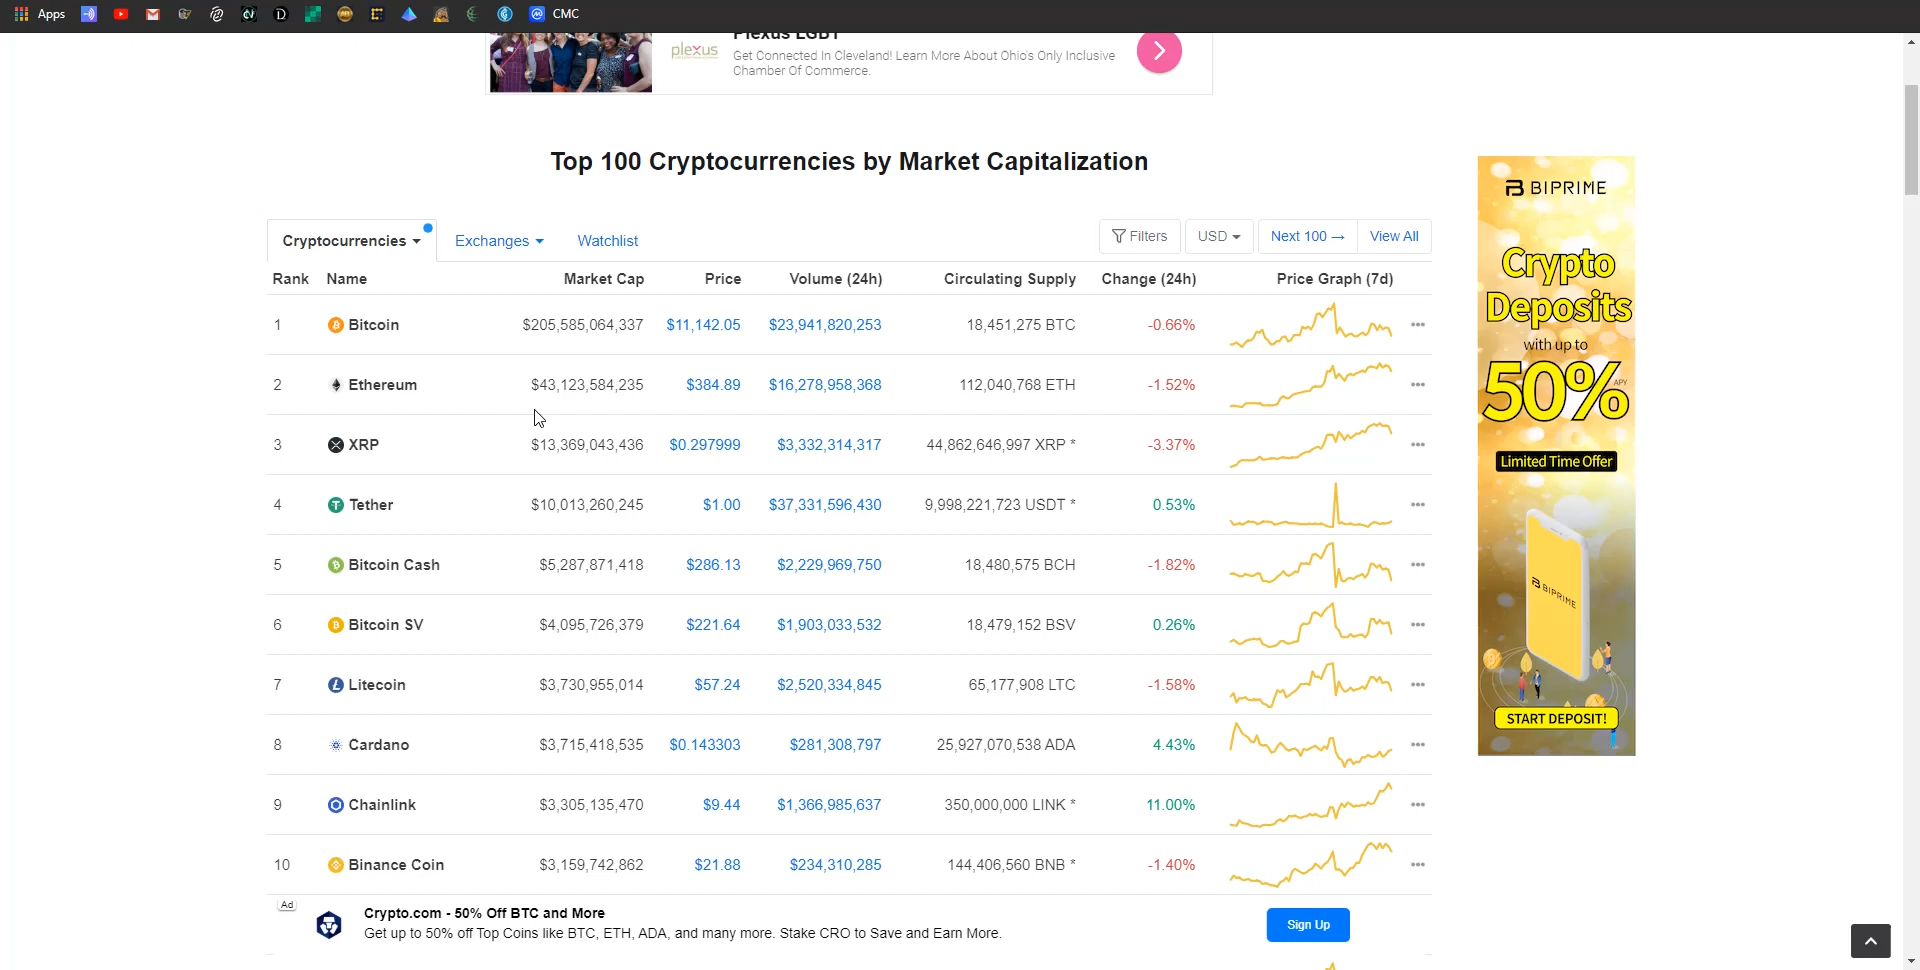 Apps CMC
Plexus LGBT
plexus
Get Connected In Cleveland! Learn More About Ohio's Only Inclusive
Chamber Of Commerce.
Top 100 Cryptocurrencies by Market Capitalization
Cryptocurrencies Exchanges Watchlist Filters USD Next 100 → View All
Rank Name Market Cap Price Volume (24h) Circulating Supply Change (24h) Price Graph (7d)
1 Bitcoin $205,585,064,337 $11,142.05 $23,941,820,253 18,451,275 BTC -0.66%
2 Ethereum $43,123,584,235 $384.89 $16,278,958,368 112,040,768 ETH -1.52%
3 XRP $13,369,043,436 $0.297999 $3,332,314,317 44,862,646,997 XRP * -3.37%
4 Tether $10,013,260,245 $1.00 $37,331,596,430 9,998,221,723 USDT * 0.53%
5 Bitcoin Cash $5,287,871,418 $286.13 $2,229,969,750 18,480,575 BCH -1.82%
6 Bitcoin SV $4,095,726,379 $221.64 $1,903,033,532 18,479,152 BSV 0.26%
7 Litecoin $3,730,955,014 $57.24 $2,520,334,845 65,177,908 LTC -1.58%
8 Cardano $3,715,418,535 $0.143303 $281,308,797 25,927,070,538 ADA 4.43%
9 Chainlink $3,305,135,470 $9.44 $1,366,985,637 350,000,000 LINK * 11.00%
10 Binance Coin $3,159,742,862 $21.88 $234,310,285 144,406,560 BNB * -1.40%
Ad
Crypto.com - 50% Off BTC and More
Get up to 50% off Top Coins like BTC, ETH, ADA, and many more. Stake CRO to Save and Earn More.
Sign Up
BIPRIME
Crypto
Deposits
with up to
50% APY
Limited Time Offer
BIPRIME
START DEPOSIT!